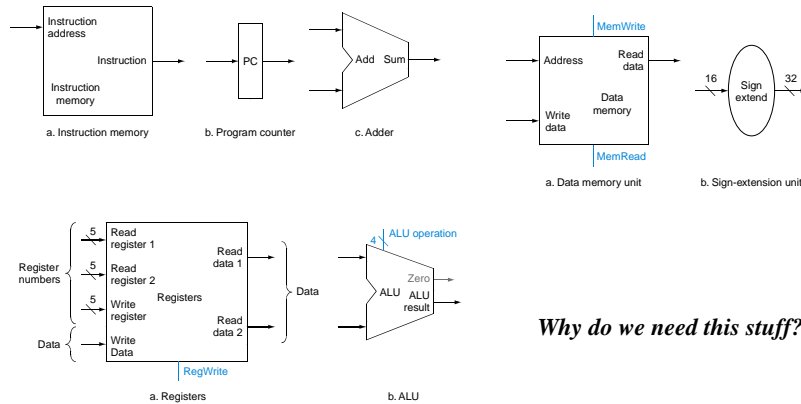 Instruction
address
Instruction
Instruction
memory
a. Instruction memory
PC
b. Program counter
Add Sum
c. Adder
MemWrite
Address
Read
data
Data
memory
Write
data
MemRead
a. Data memory unit
16
Sign
extend
32
b. Sign-extension unit
Register
numbers
Data
5
Read
register 1
5
Read
register 2
5
Write
register
Write
Data
Registers
Read
data 1
Read
data 2
Data
RegWrite
a. Registers
4
ALU operation
Zero
ALU
ALU
result
b. ALU
Why do we need this stuff?